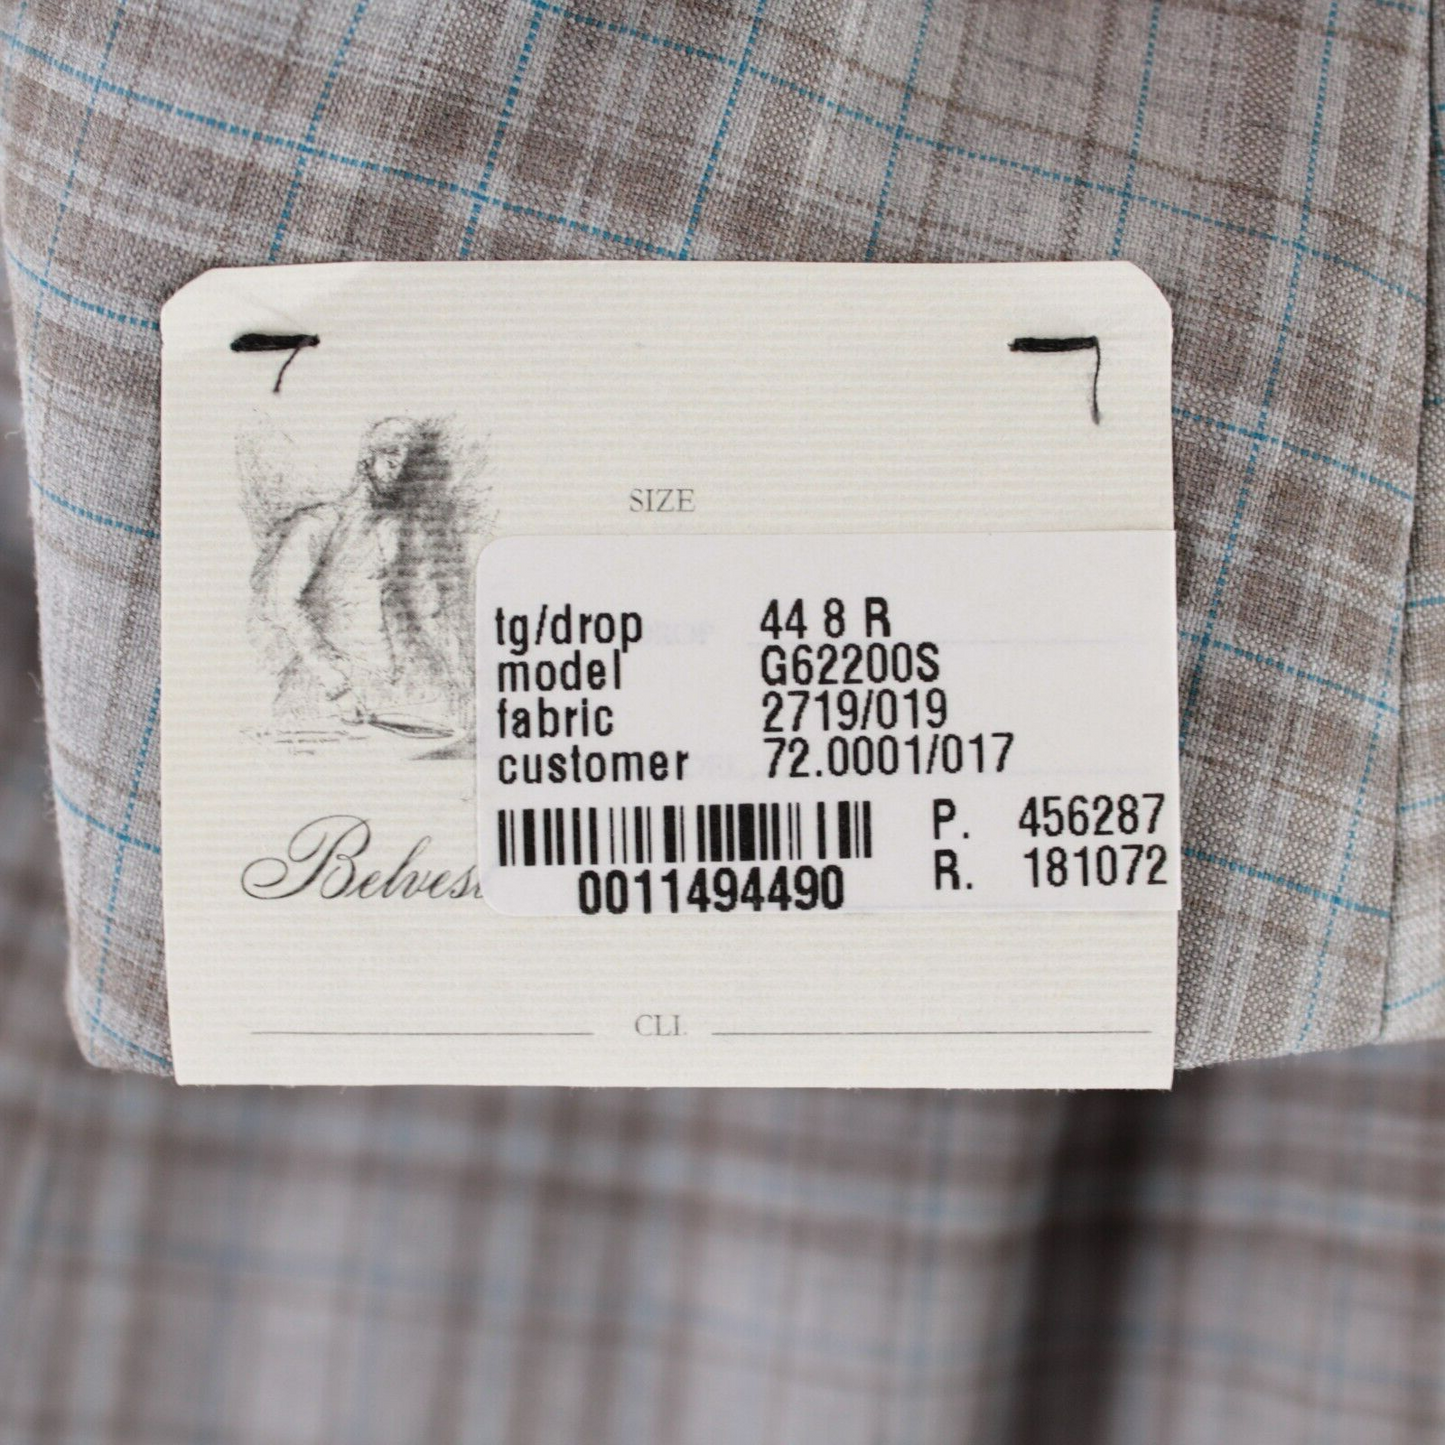 SIZE
tg/drop 44 8 R
model G62200S
fabric 2719/019
customer 72.0001/017
P. 456287
R. 181072
0011494490
CLI.